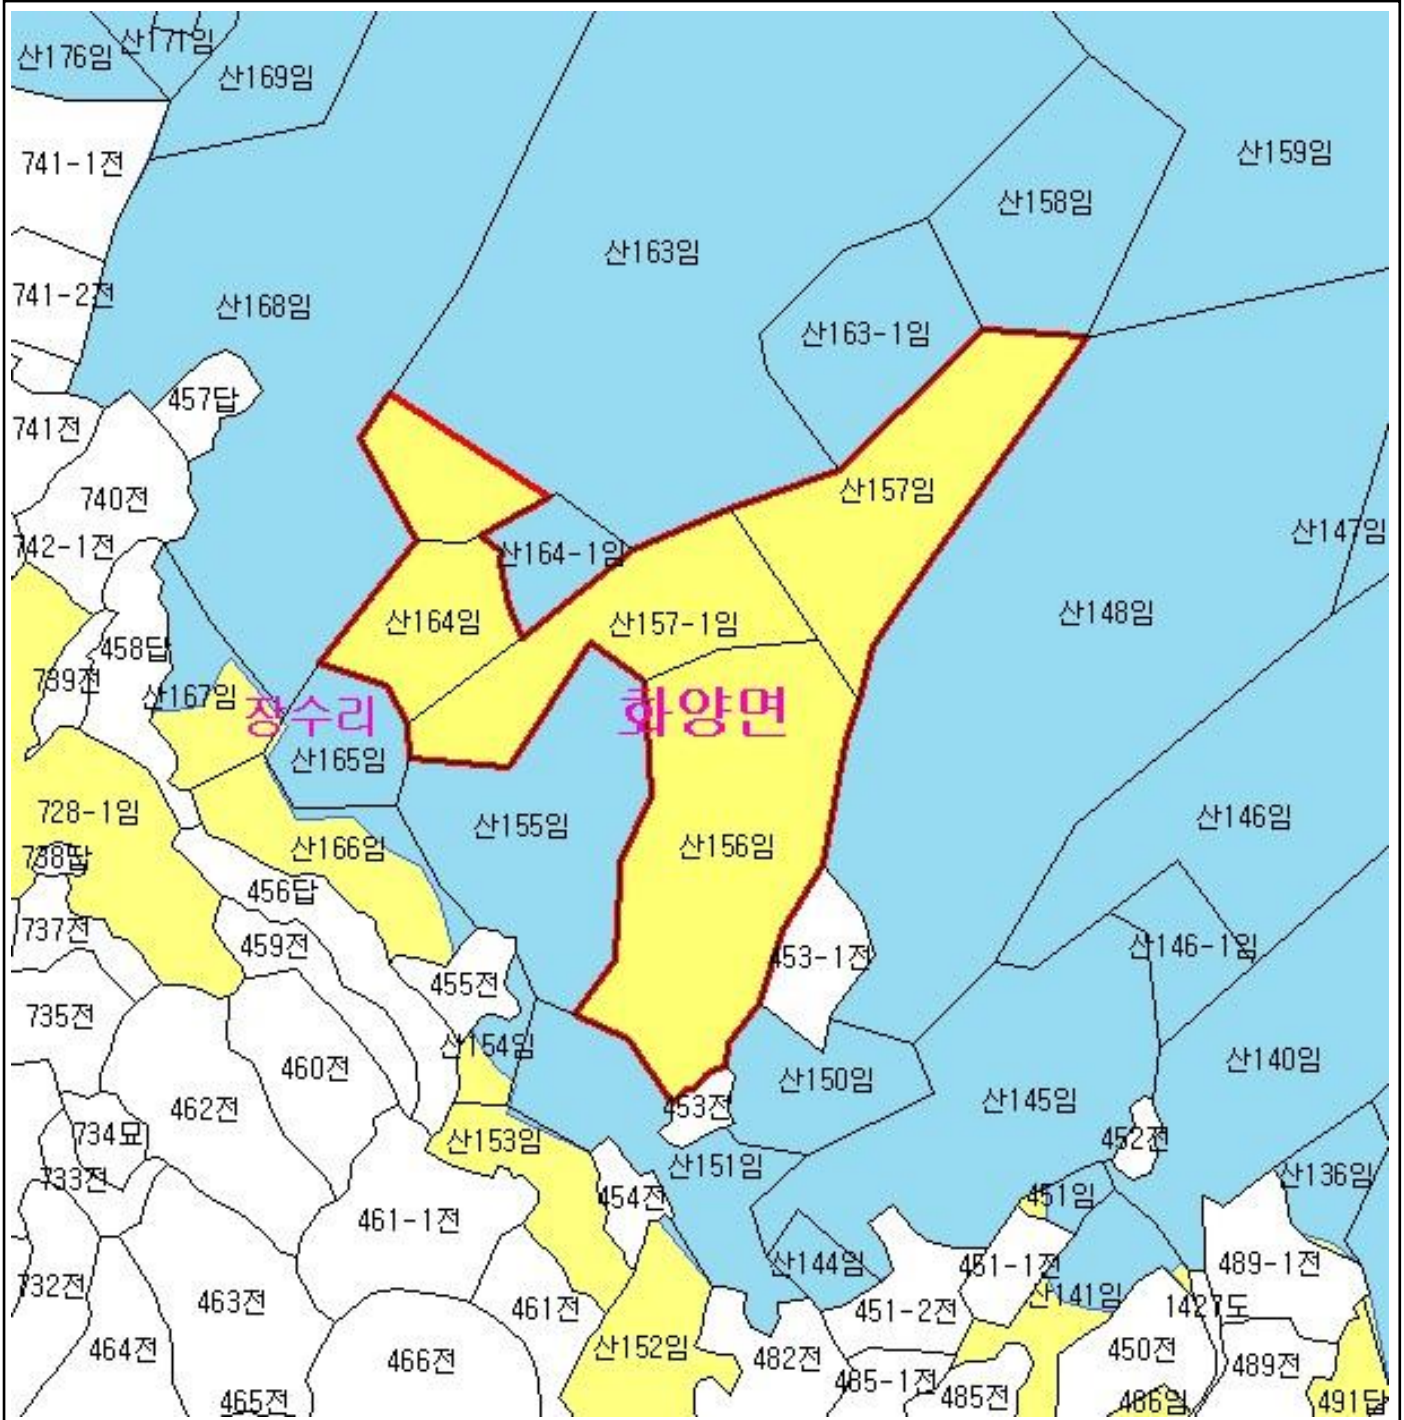 산171임
산176임
산169임
741-1전
산159임
산158임
산163임
741-2전
산168임
산163-1임
457답
741전
산157임
740전
산147임
742-1전
산164-1임
산148임
산164임
산157-1임
458답
739전
산167임
장수리
화양면
산165임
728-1임
산155임
산146임
산156임
산166임
738답
456답
737전
459전
산146-1임
453-1전
455전
735전
산154임
산140임
460전
산150임
462전
산145임
453전
734묘
산153임
452전
산151임
733전
산136임
454전
451임
461-1전
산144임
451-1전
489-1전
732전
산141임
463전
461전
451-2전
1427도
464전
산152임
450전
466전
482전
489전
485-1전
485전
465전
486임
491답